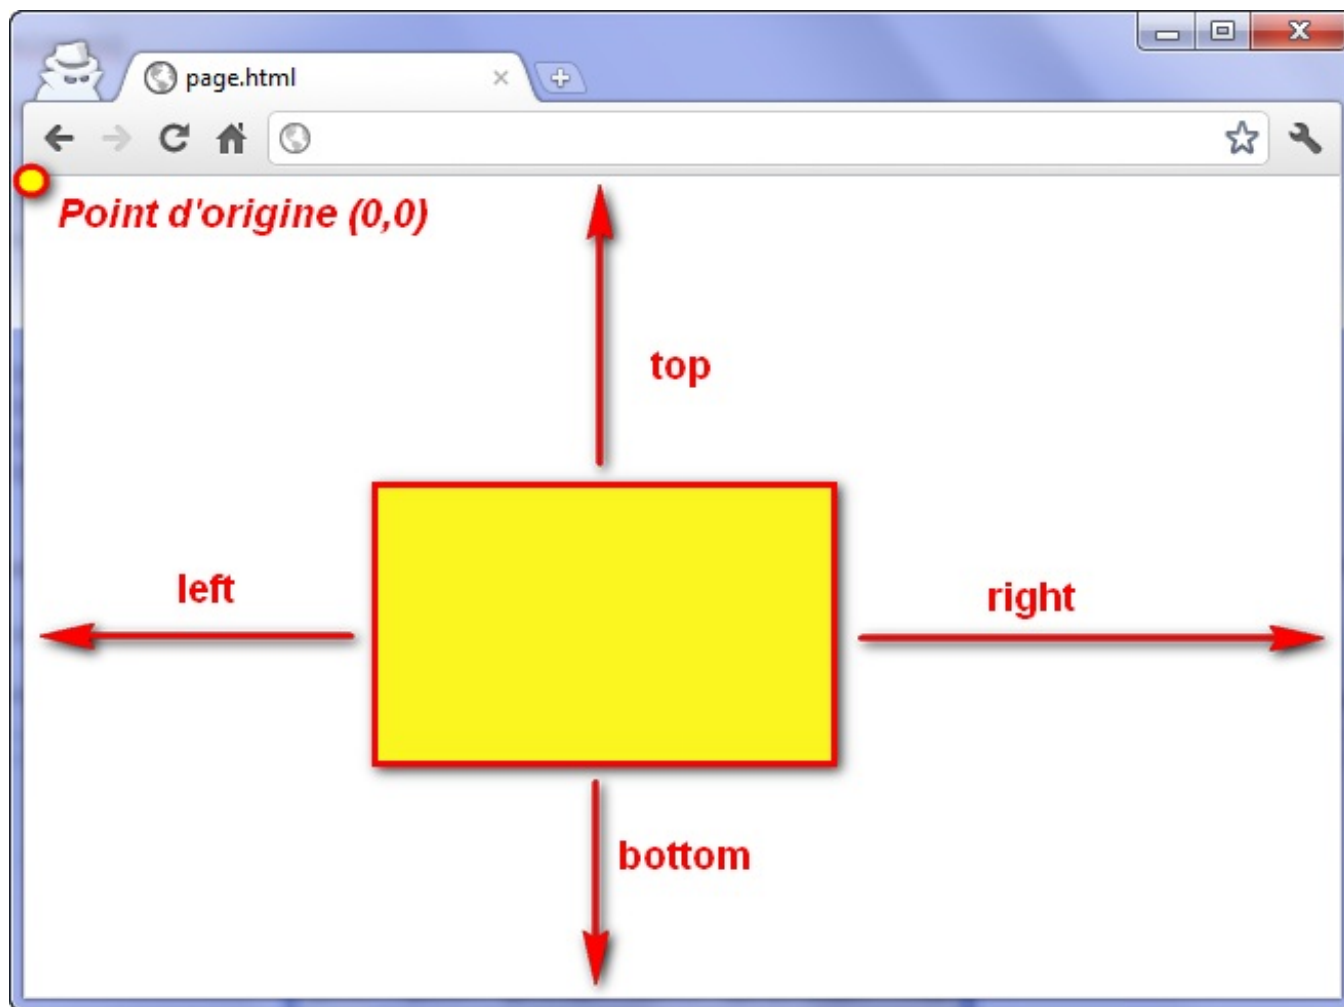 page.html
Point d'origine (0,0)
top
left
right
bottom